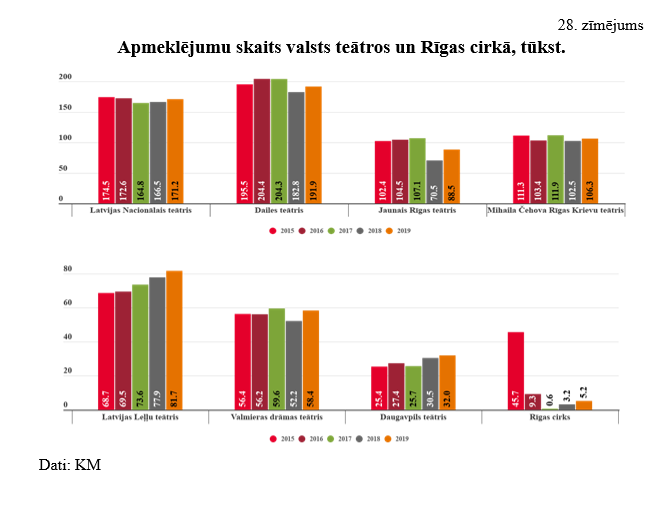 28. zīmējums
Apmeklējumu skaits valsts teātros un Rīgas cirkā, tūkst.
200
150
100
50
0
174.5 172.6 164.8 166.5 171.2
195.5 204.4 204.3 182.8 191.9
102.4 104.5 107.1 70.5 88.5
111.3 103.4 111.9 102.5 106.3
Latvijas Nacionālais teātris Dailes teātris Jaunais Rīgas teātris Mihaila Čehova Rīgas Krievu teātris
2015 2016 2017 2018 2019
80
60
40
20
0
68.7 69.5 73.6 77.9 81.7
56.4 56.2 59.6 52.2 58.4
25.4 27.4 25.7 30.5 32.0
45.7 9.3 0.6 3.2 5.2
Latvijas Leļļu teātris Valmieras drāmas teātris Daugavpils teātris Rīgas cirks
2015 2016 2017 2018 2019
Dati: KM